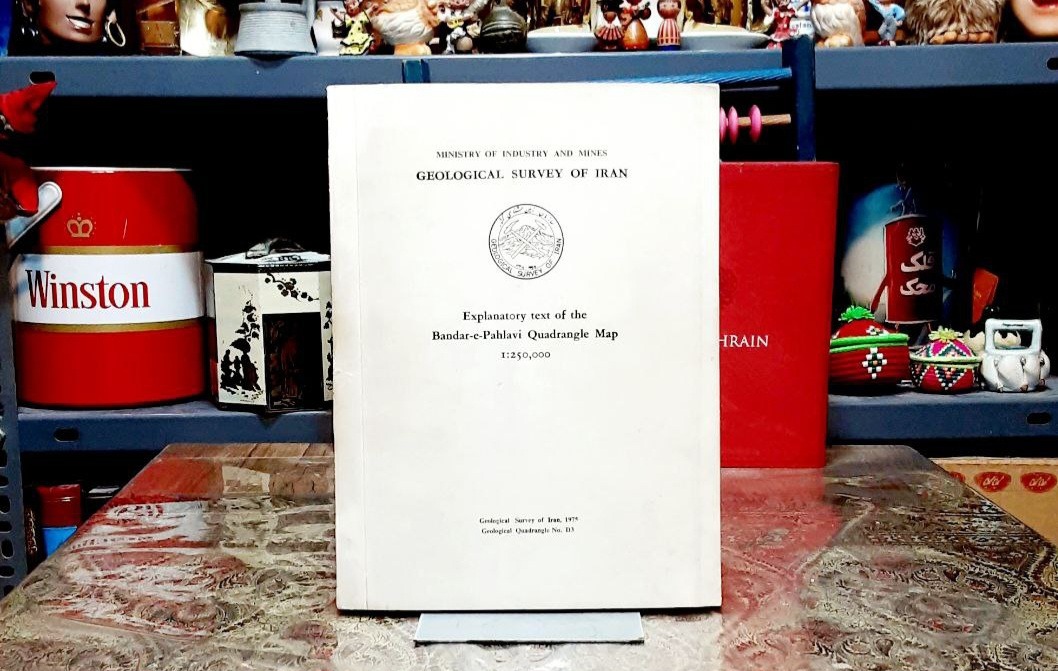 MINISTRY OF INDUSTRY AND MINES
GEOLOGICAL SURVEY OF IRAN
GEOLOGICAL SURVEY OF IRAN
Explanatory text of the
Bandar-e-Pahlavi Quadrangle Map
1:250,000
Geological Survey of Iran, 1975
Geological Quadrangle No. D3
Winston
HRAIN
محک